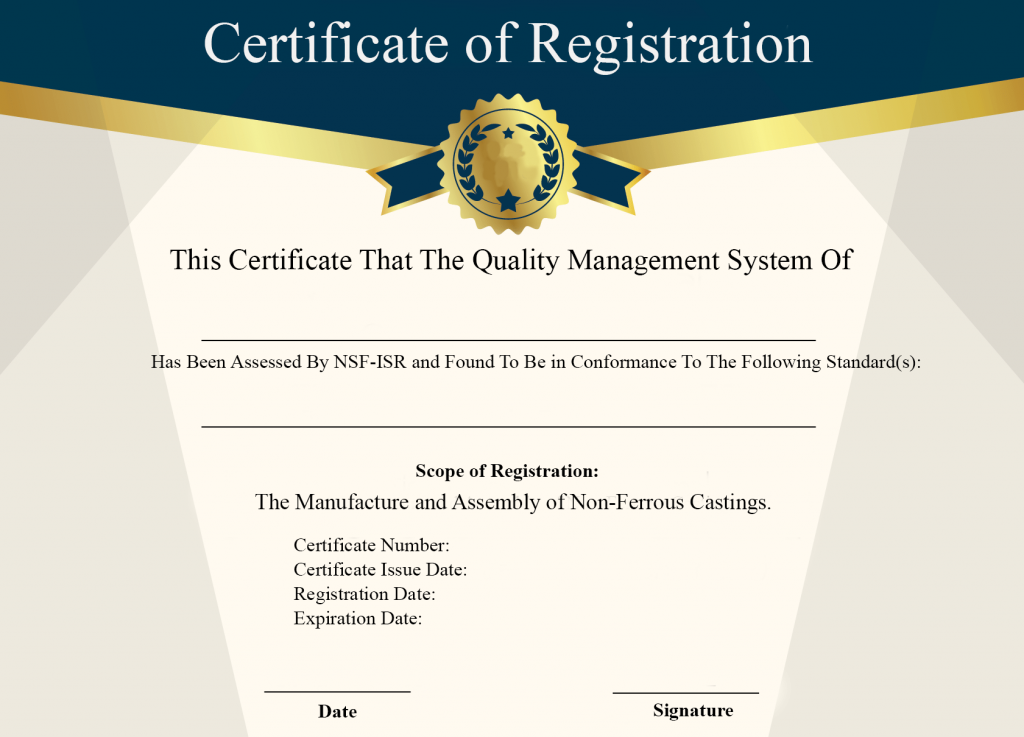 Certificate of Registration
This Certificate That The Quality Management System Of
Has Been Assessed By NSF-ISR and Found To Be in Conformance To The Following Standard(s):
Scope of Registration:
The Manufacture and Assembly of Non-Ferrous Castings.
Certificate Number:
Certificate Issue Date:
Registration Date:
Expiration Date:
Date
Signature